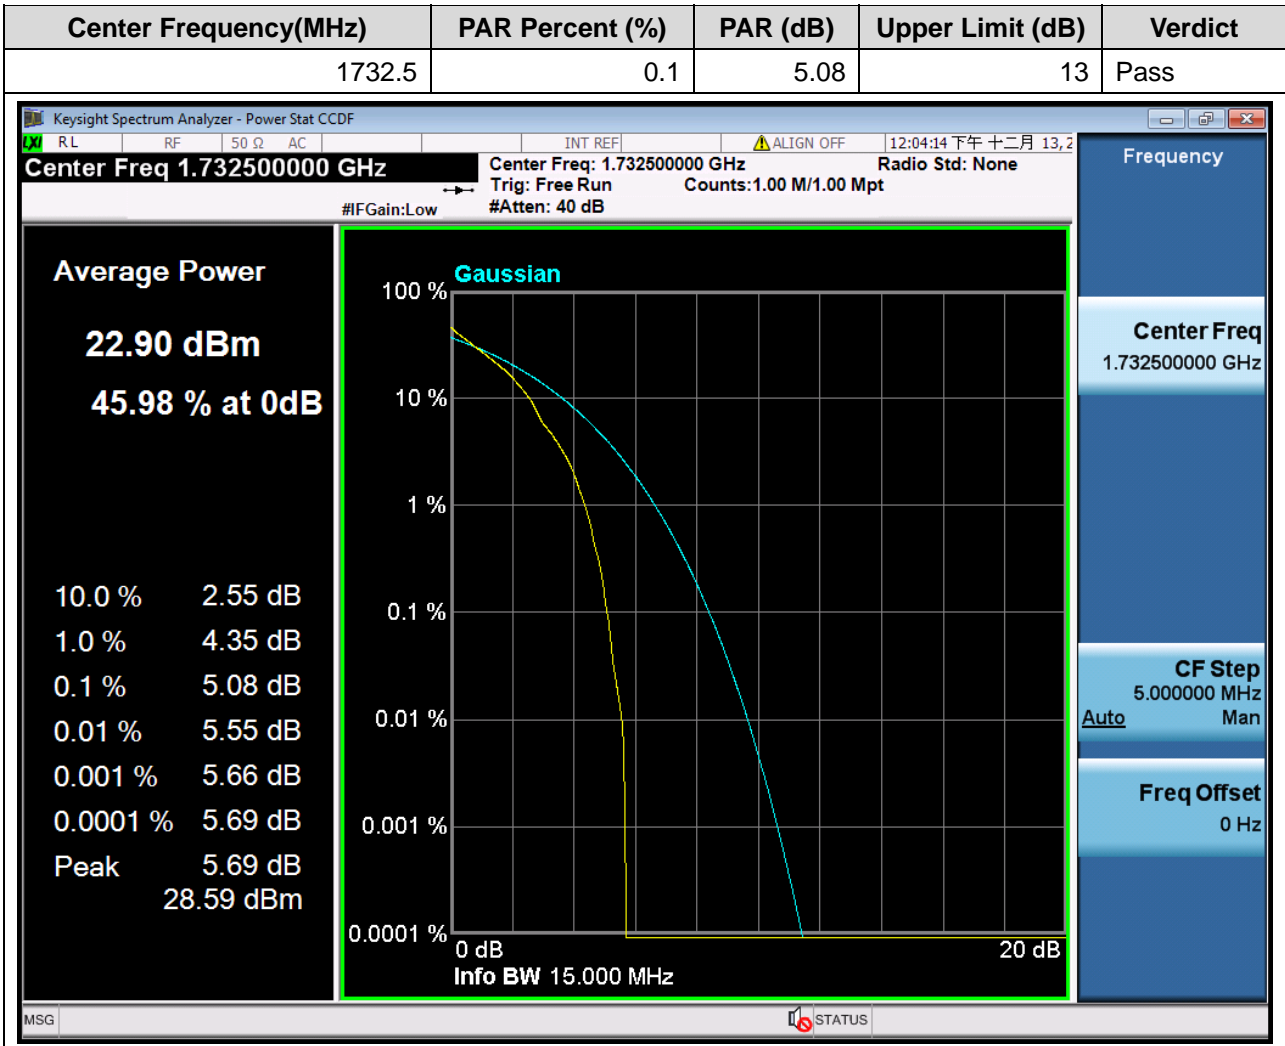 Center Frequency(MHz) PAR Percent (%) PAR (dB) Upper Limit (dB) Verdict
1732.5 0.1 5.08 13 Pass
Keysight Spectrum Analyzer - Power Stat CCDF
LXI RL RF 50 Ω AC INT REF ALIGN OFF 12:04:14 下午 十二月 13, 2
Center Freq 1.732500000 GHz
#IFGain:Low
Center Freq: 1.732500000 GHz Radio Std: None
Trig: Free Run Counts:1.00 M/1.00 Mpt
#Atten: 40 dB
Average Power
22.90 dBm
45.98 % at 0dB
10.0 % 2.55 dB
1.0 % 4.35 dB
0.1 % 5.08 dB
0.01 % 5.55 dB
0.001 % 5.66 dB
0.0001 % 5.69 dB
Peak 5.69 dB
28.59 dBm
Gaussian
100 %
10 %
1 %
0.1 %
0.01 %
0.001 %
0.0001 %
0 dB 20 dB
Info BW 15.000 MHz
Frequency
Center Freq
1.732500000 GHz
CF Step
5.000000 MHz
Auto Man
Freq Offset
0 Hz
MSG STATUS